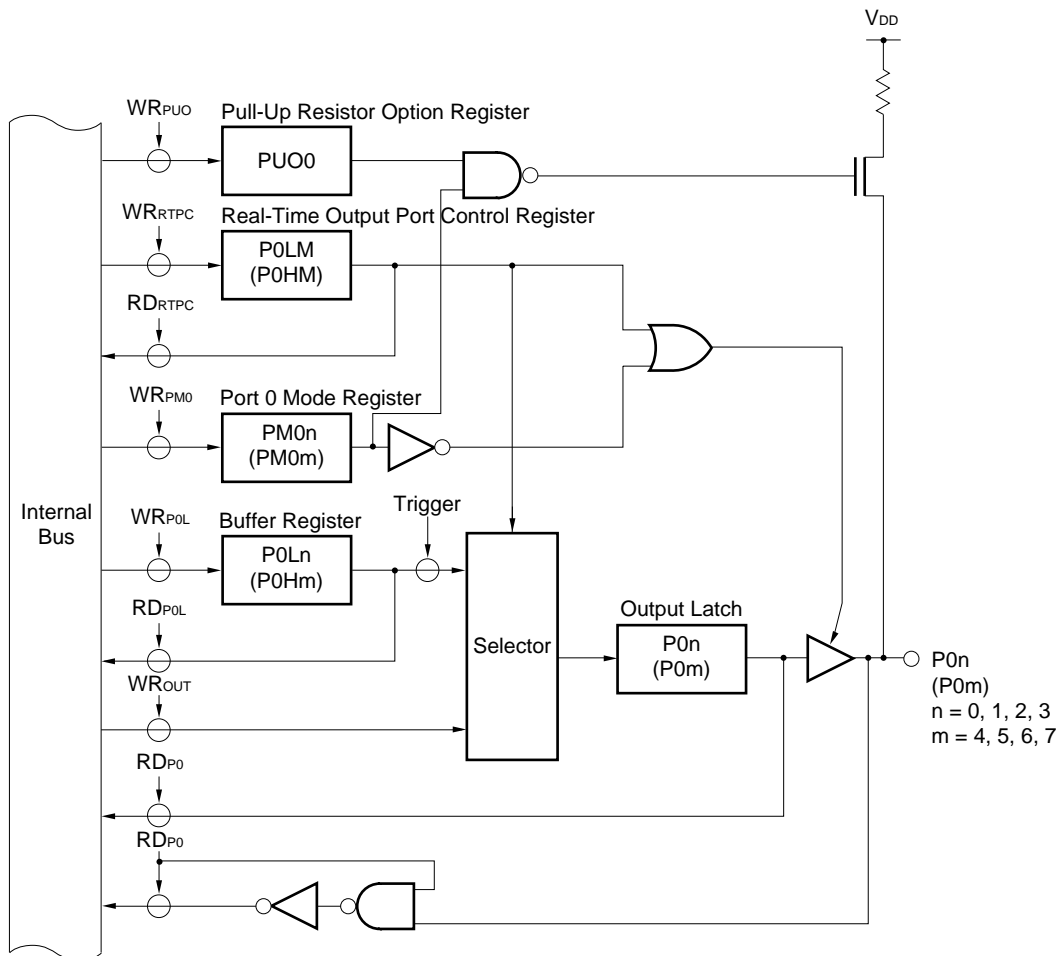 VDD
WRPUO
Pull-Up Resistor Option Register
PUO0
WRRTPC
Real-Time Output Port Control Register
P0LM
(P0HM)
RDRTPC
WRPM0
Port 0 Mode Register
PM0n
(PM0m)
Internal
Bus
Trigger
WRP0L
Buffer Register
P0Ln
(P0Hm)
RDP0L
Selector
Output Latch
P0n
(P0m)
P0n
(P0m)
n = 0, 1, 2, 3
m = 4, 5, 6, 7
WROUT
RDP0
RDP0